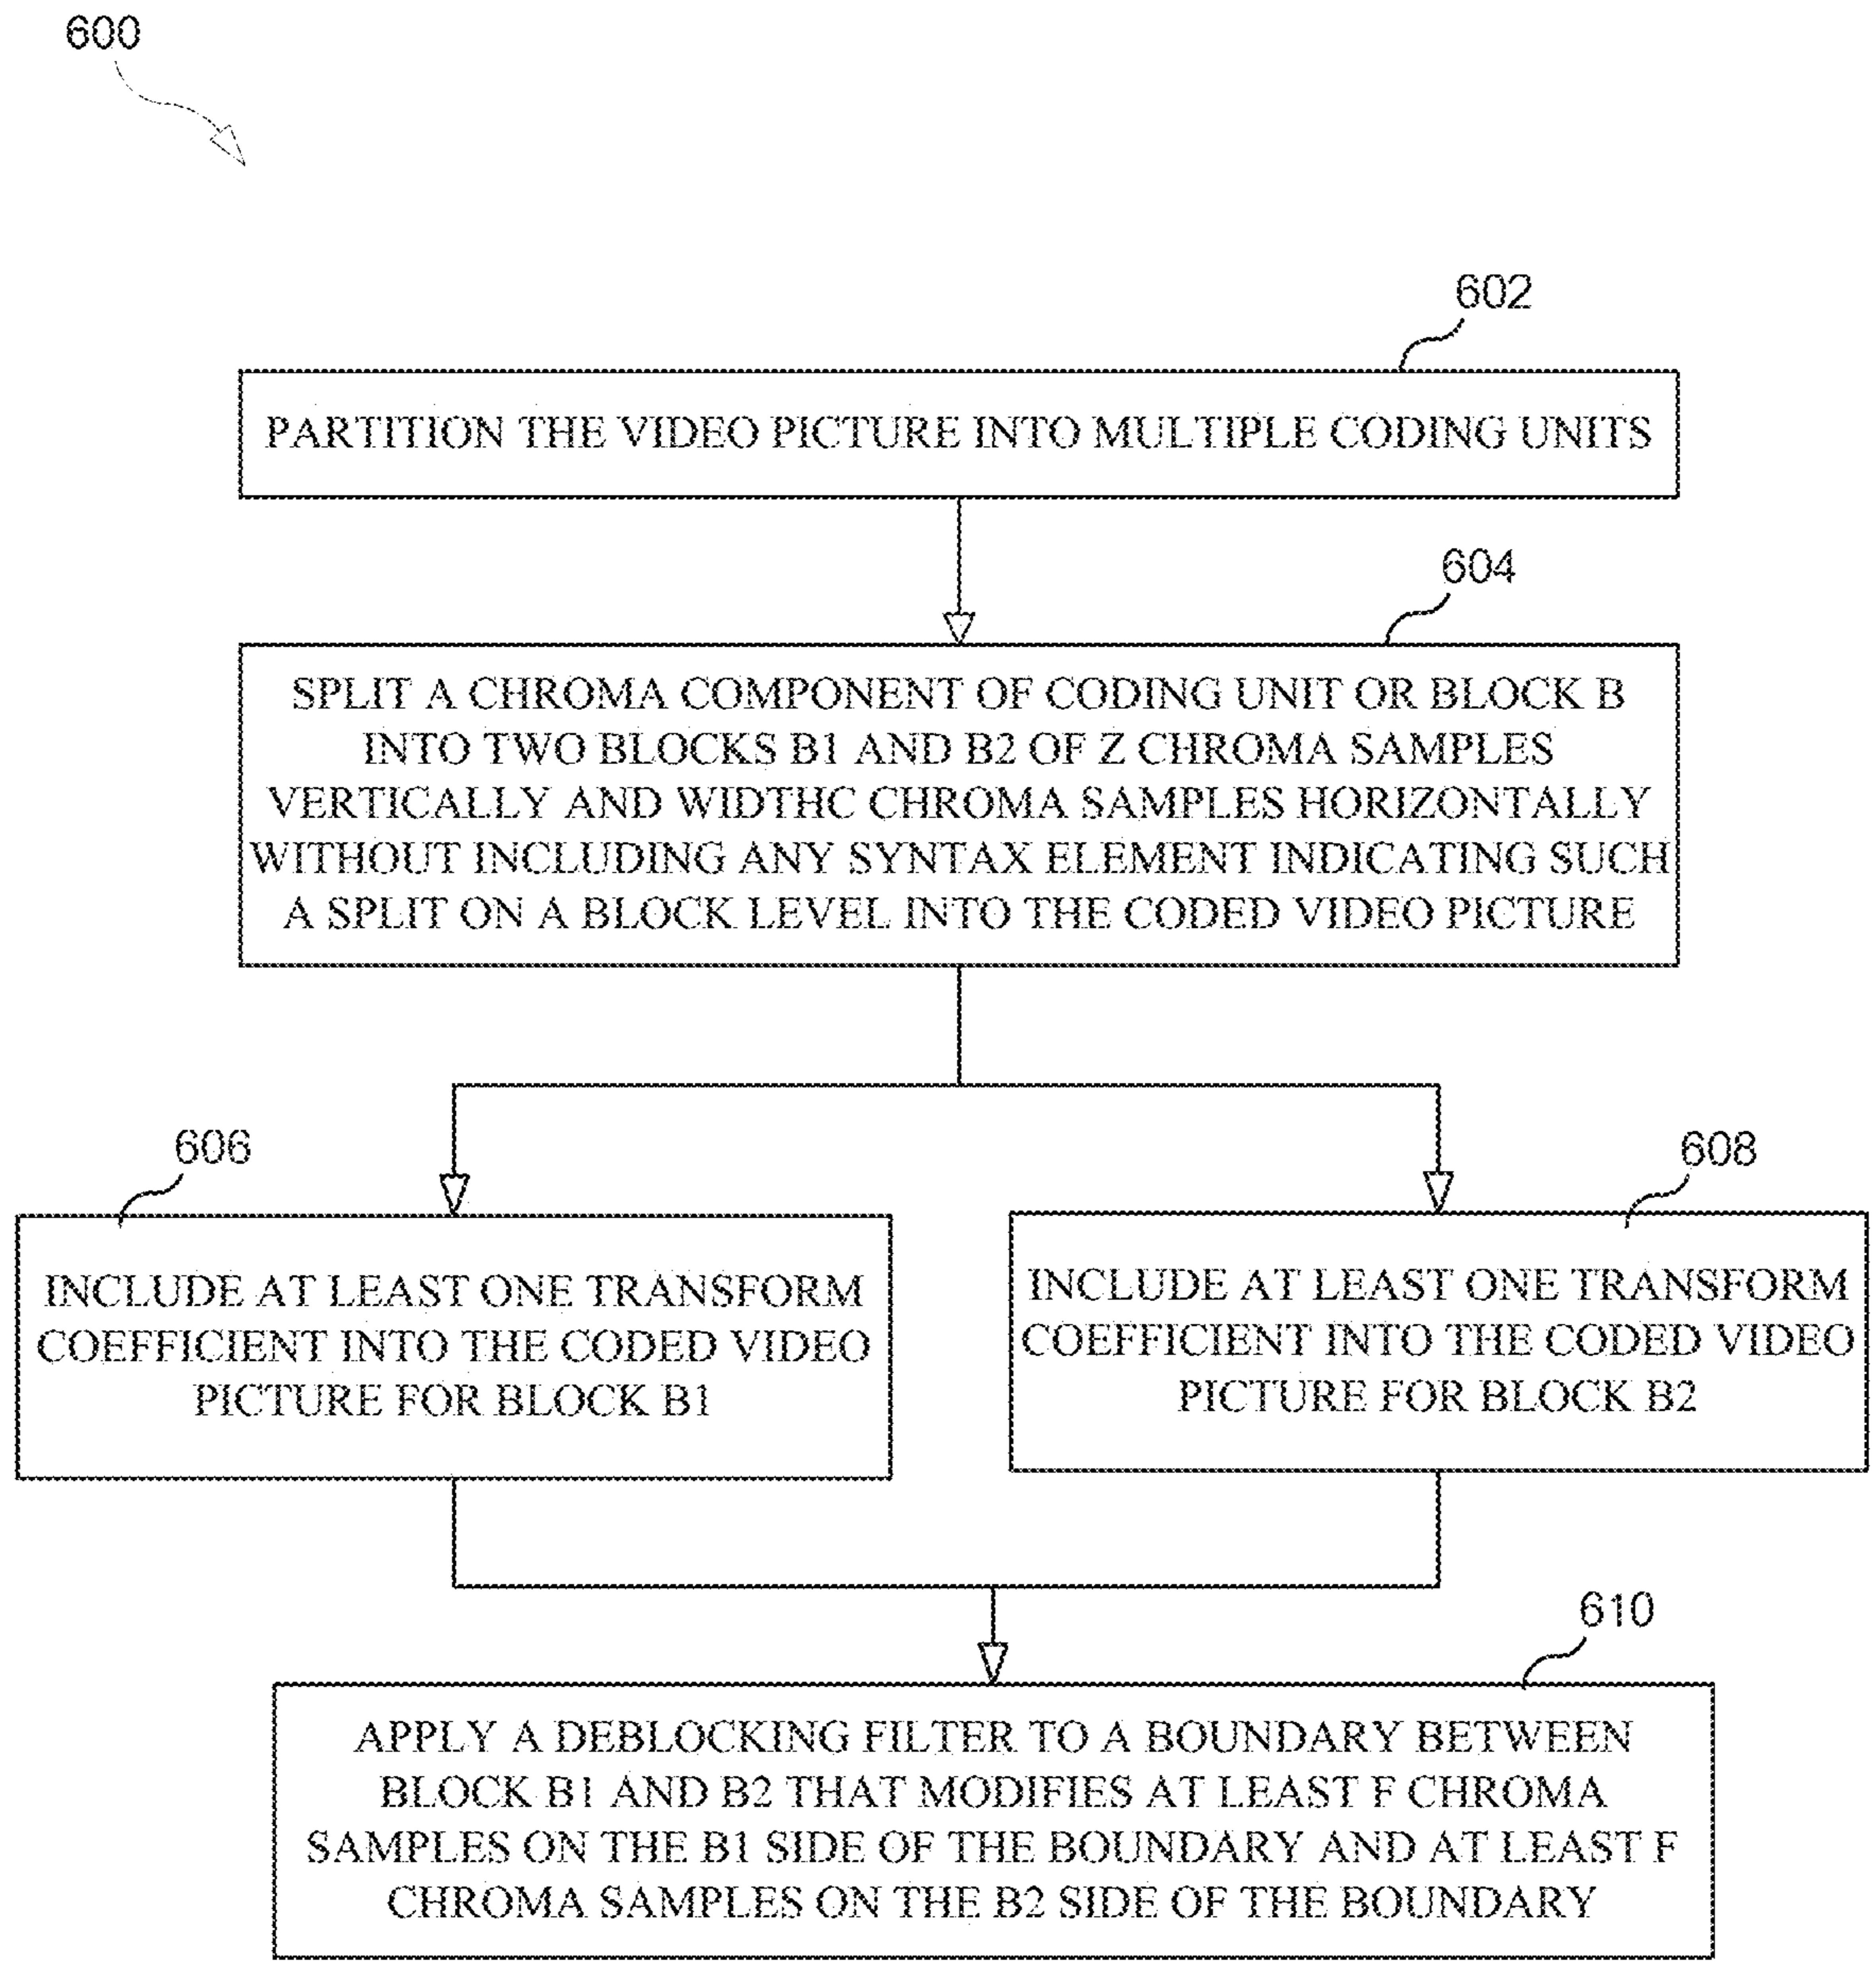 600
602
PARTITION THE VIDEO PICTURE INTO MULTIPLE CODING UNITS
604
SPLIT A CHROMA COMPONENT OF CODING UNIT OR BLOCK B
INTO TWO BLOCKS B1 AND B2 OF Z CHROMA SAMPLES
VERTICALLY AND WIDTHC CHROMA SAMPLES HORIZONTALLY
WITHOUT INCLUDING ANY SYNTAX ELEMENT INDICATING SUCH
A SPLIT ON A BLOCK LEVEL INTO THE CODED VIDEO PICTURE
606
INCLUDE AT LEAST ONE TRANSFORM
COEFFICIENT INTO THE CODED VIDEO
PICTURE FOR BLOCK B1
608
INCLUDE AT LEAST ONE TRANSFORM
COEFFICIENT INTO THE CODED VIDEO
PICTURE FOR BLOCK B2
610
APPLY A DEBLOCKING FILTER TO A BOUNDARY BETWEEN
BLOCK B1 AND B2 THAT MODIFIES AT LEAST F CHROMA
SAMPLES ON THE B1 SIDE OF THE BOUNDARY AND AT LEAST F
CHROMA SAMPLES ON THE B2 SIDE OF THE BOUNDARY